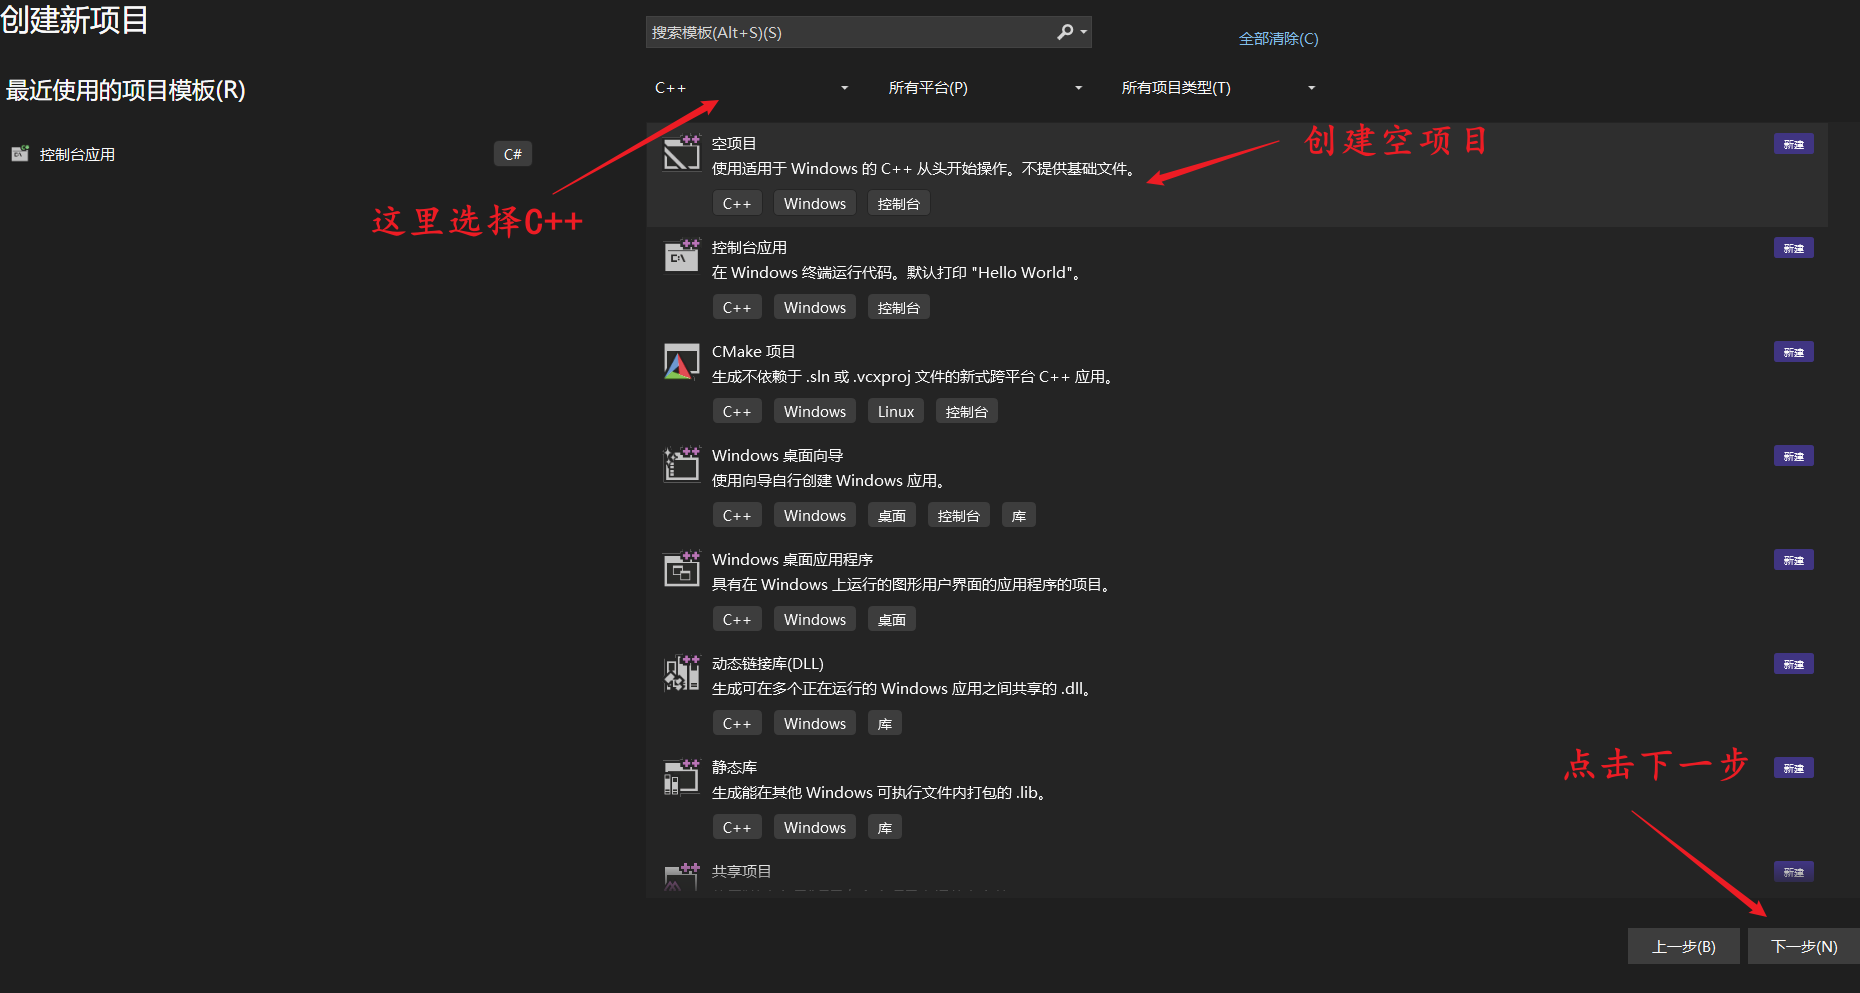 创建新项目
搜索模板(Alt+S)(S)
全部清除(C)
最近使用的项目模板(R)
C++
所有平台(P)
所有项目类型(T)
控制台应用
C#
这里选择C++
创建空项目
空项目
新建
使用适用于 Windows 的 C++ 从头开始操作。不提供基础文件。
C++
Windows
控制台
控制台应用
新建
在 Windows 终端运行代码。默认打印 "Hello World"。
C++
Windows
控制台
CMake 项目
新建
生成不依赖于 .sln 或 .vcxproj 文件的新式跨平台 C++ 应用。
C++
Windows
Linux
控制台
Windows 桌面向导
新建
使用向导自行创建 Windows 应用。
C++
Windows
桌面
控制台
库
Windows 桌面应用程序
新建
具有在 Windows 上运行的图形用户界面的应用程序的项目。
C++
Windows
桌面
动态链接库(DLL)
新建
生成可在多个正在运行的 Windows 应用之间共享的 .dll。
C++
Windows
库
静态库
新建
生成能在其他 Windows 可执行文件内打包的 .lib。
C++
Windows
库
点击下一步
共享项目
新建
上一步(B)
下一步(N)